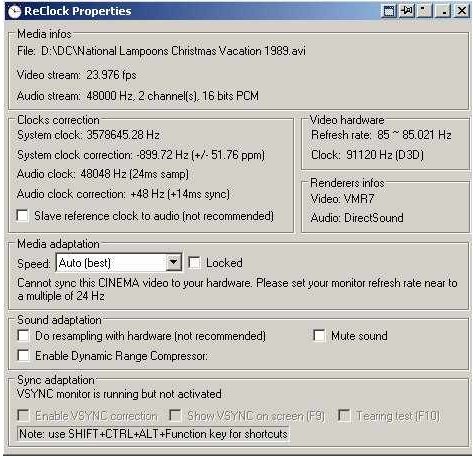 ReClock Properties
Media infos
File: D:\DC\National Lampoons Christmas Vacation 1989.avi
Video stream: 23.976 fps
Audio stream: 48000 Hz, 2 channel(s), 16 bits PCM
Clocks correction
System clock: 3578645.28 Hz
System clock correction: -899.72 Hz (+/- 51.76 ppm)
Audio clock: 48048 Hz (24ms samp)
Audio clock correction: +48 Hz (+14ms sync)
Slave reference clock to audio (not recommended)
Video hardware
Refresh rate: 85 ~ 85.021 Hz
Clock: 91120 Hz (D3D)
Renderers infos
Video: VMR7
Audio: DirectSound
Media adaptation
Speed: Auto (best) Locked
Cannot sync this CINEMA video to your hardware. Please set your monitor refresh rate near to
a multiple of 24 Hz
Sound adaptation
Do resampling with hardware (not recommended) Mute sound
Enable Dynamic Range Compressor:
Sync adaptation
VSYNC monitor is running but not activated
Enable VSYNC correction Show VSYNC on screen (F9) Tearing test (F10)
Note: use SHIFT+CTRL+ALT+Function key for shortcuts